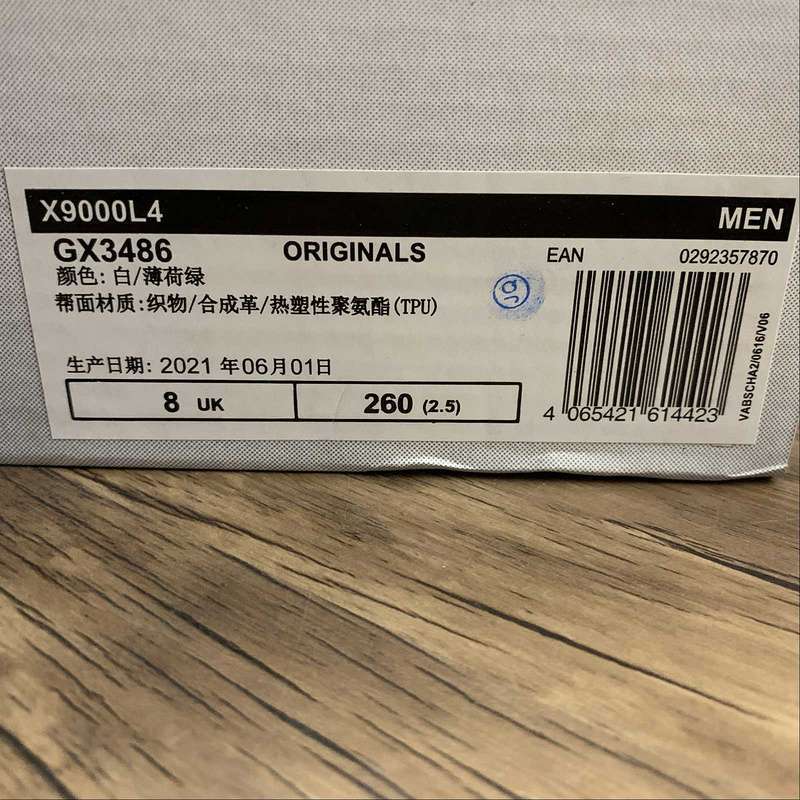 X9000L4 MEN
GX3486 ORIGINALS EAN 0292357870
颜色: 白/薄荷绿
帮面材质:织物/合成革/热塑性聚氨酯(TPU)
生产日期: 2021 年06月01日
8 UK 260 (2.5)
4 065421 614423
VABSCHA2/0616/V06